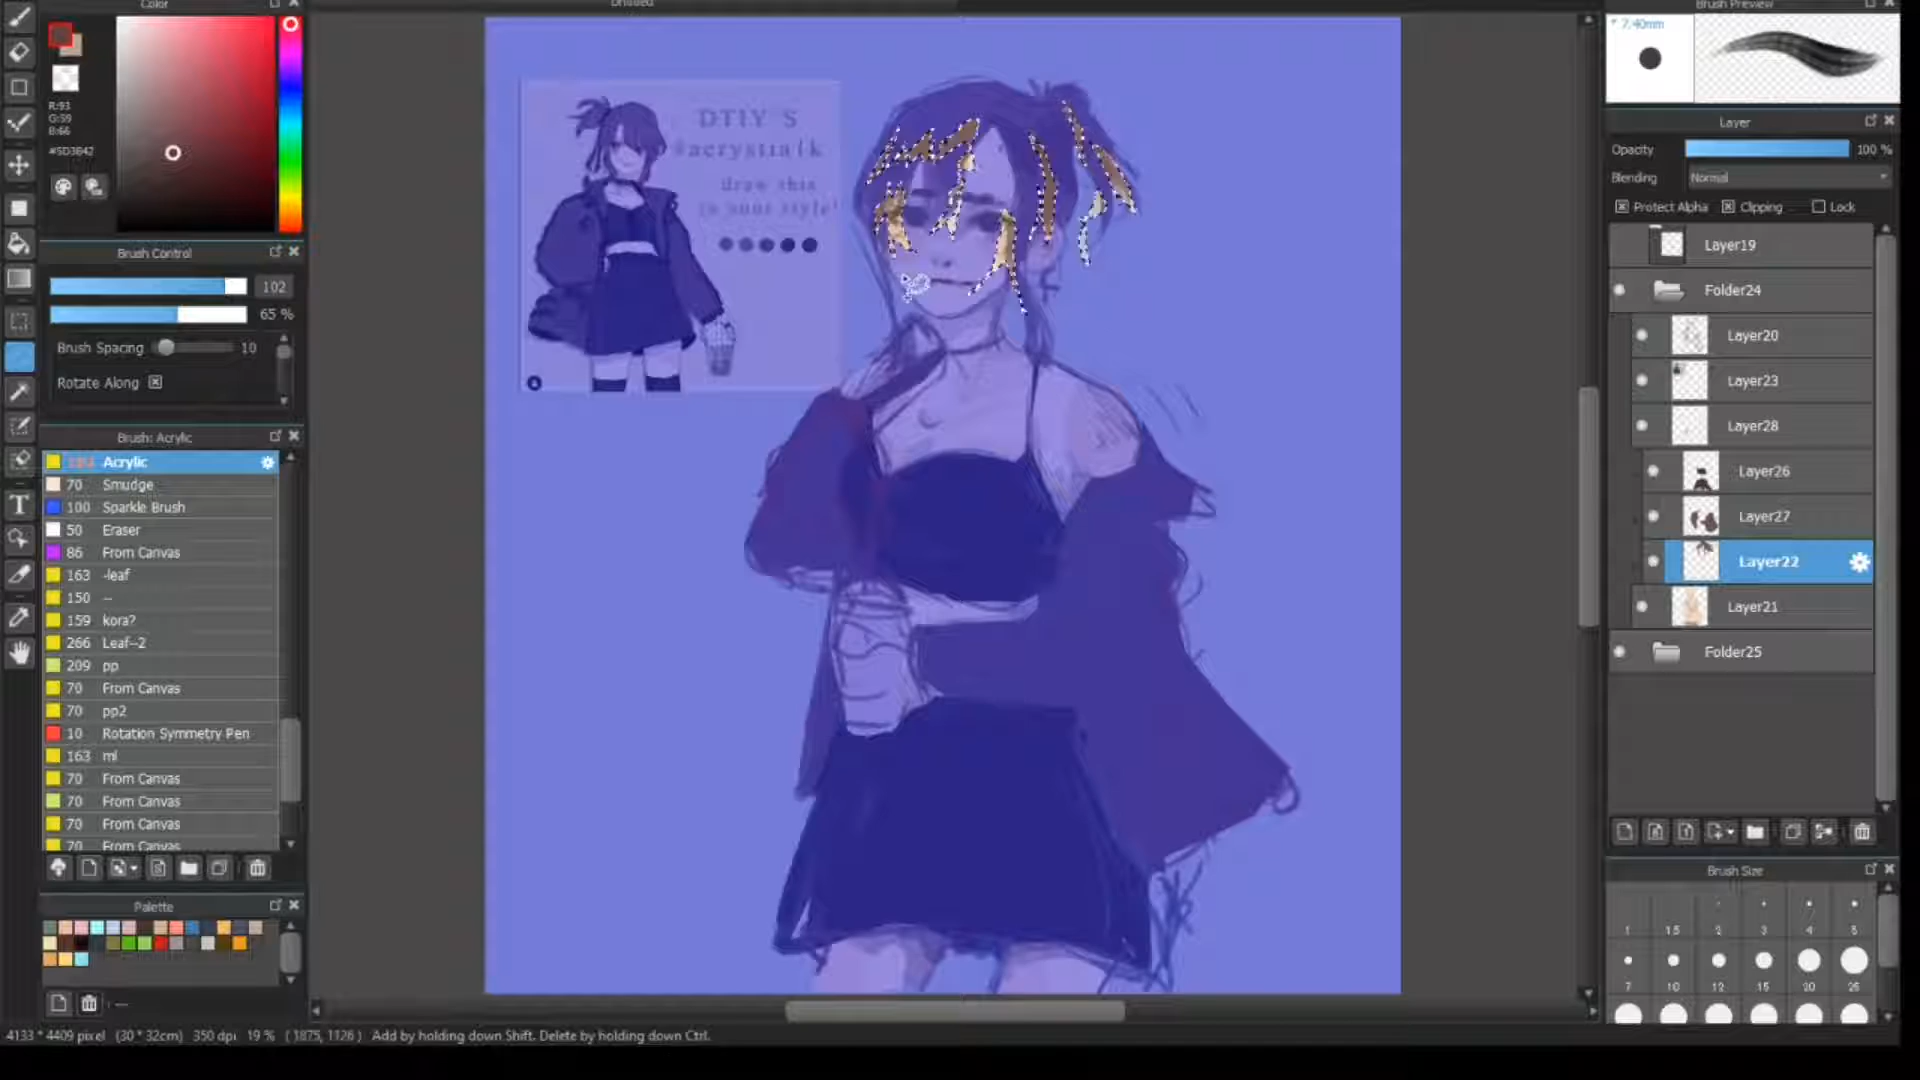 Color
Untitled
Brush Preview
7.40mm
R:93
G:59
B:66
#5D3B42
Layer
Opacity
100 %
Blending
Normal
Protect Alpha
Clipping
Lock
Layer19
Folder24
Layer20
Layer23
Layer28
Layer26
Layer27
Layer22
Layer21
Folder25
Brush Control
102
65 %
Brush Spacing
10
Rotate Along
Brush: Acrylic
Acrylic
70 Smudge
100 Sparkle Brush
50 Eraser
86 From Canvas
163 -leaf
150 --
159 kora?
266 Leaf--2
209 pp
70 From Canvas
70 pp2
10 Rotation Symmetry Pen
163 ml
70 From Canvas
70 From Canvas
70 From Canvas
70 From Canvas
Palette
DTIYS
draw this
in your style!
Brush Size
1 1.5 2 3 4 5
7 10 12 15 20 25
4133 * 4409 pixel (30 * 32cm) 350 dpi 19 % ( 1875, 1126 ) Add by holding down Shift. Delete by holding down Ctrl.